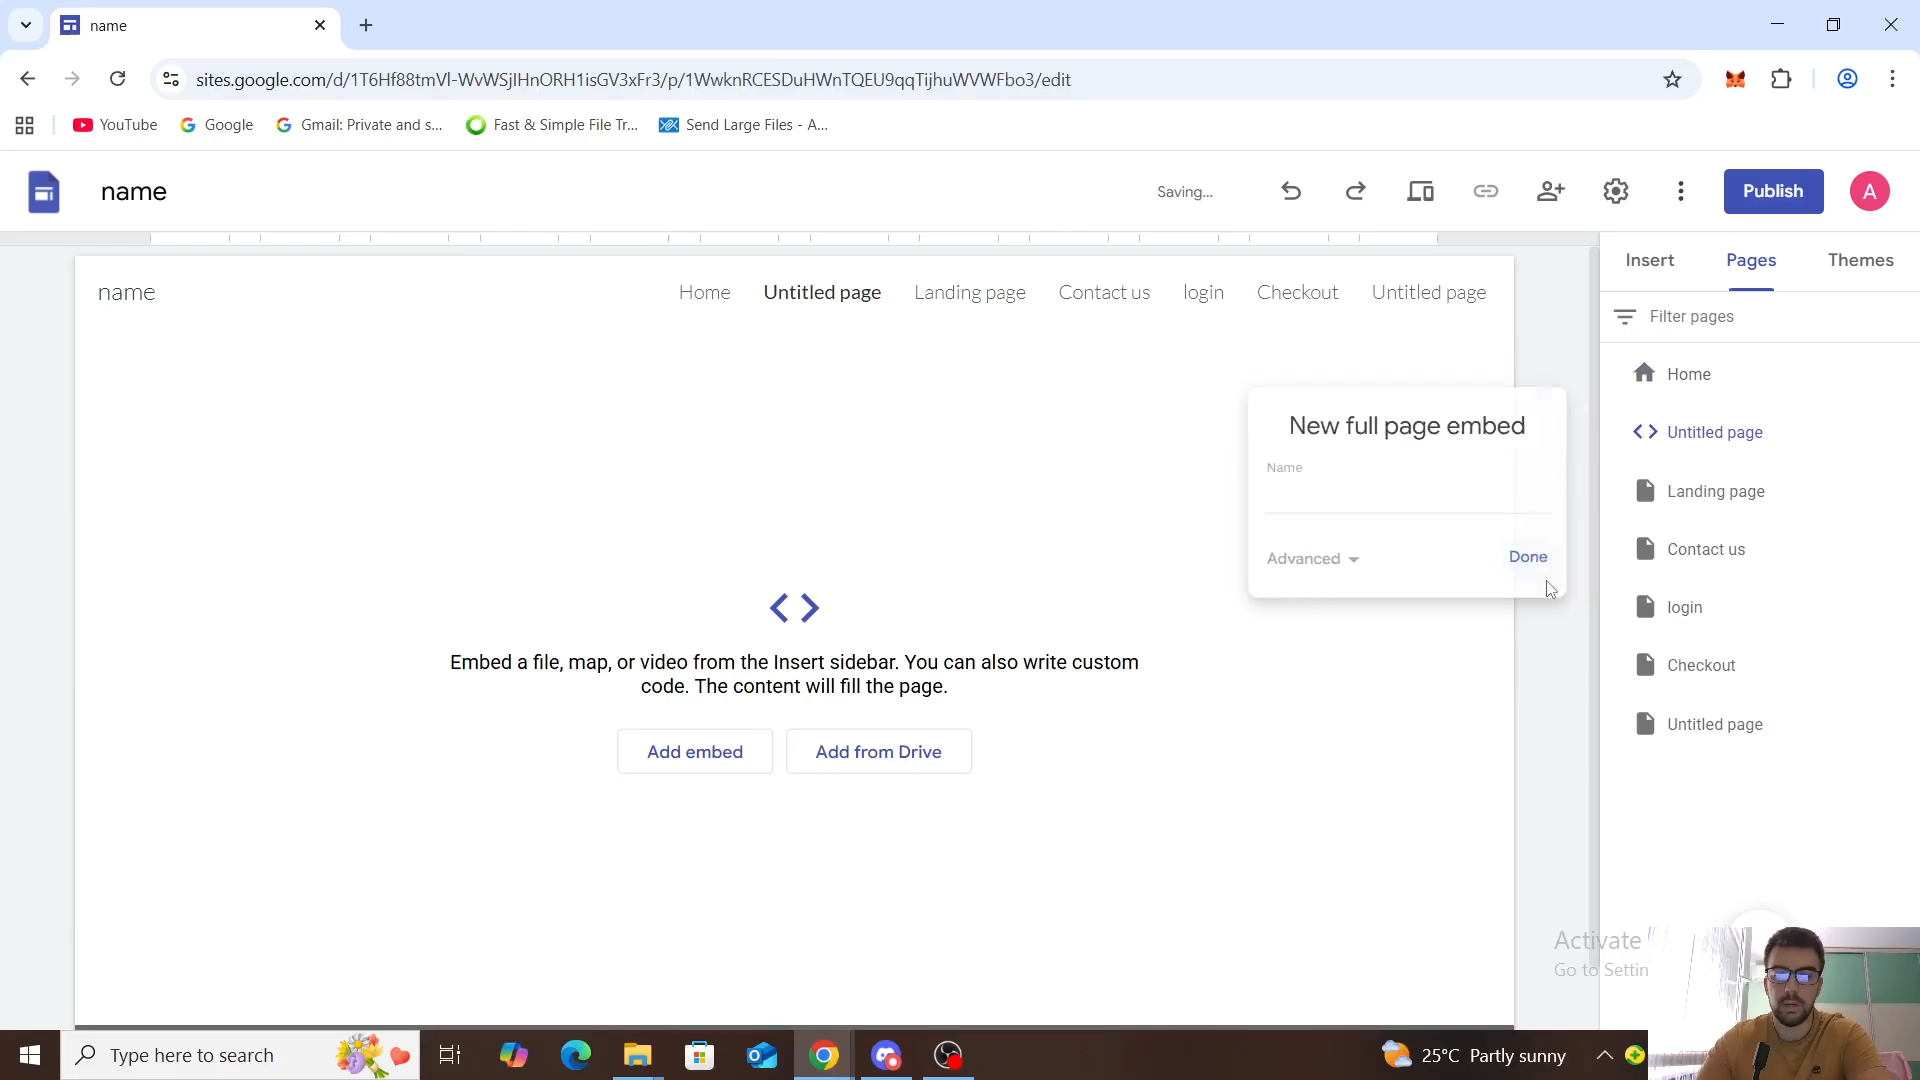 name
sites.google.com/d/1T6Hf88tmVl-WvWSjIHnORH1isGV3xFr3/p/1WwknRCESDuHWnTQEU9qqTijhuWVWFbo3/edit
YouTube Google Gmail: Private and s... Fast & Simple File Tr... Send Large Files - A...
name Saving... Publish A
Insert Pages Themes
name Home Untitled page Landing page Contact us login Checkout Untitled page
Filter pages
Home
Untitled page
Landing page
Contact us
login
Checkout
Untitled page
New full page embed
Name
Advanced Done
Embed a file, map, or video from the Insert sidebar. You can also write custom
code. The content will fill the page.
Add embed Add from Drive
Activate
Go to Settin
Type here to search 25°C Partly sunny